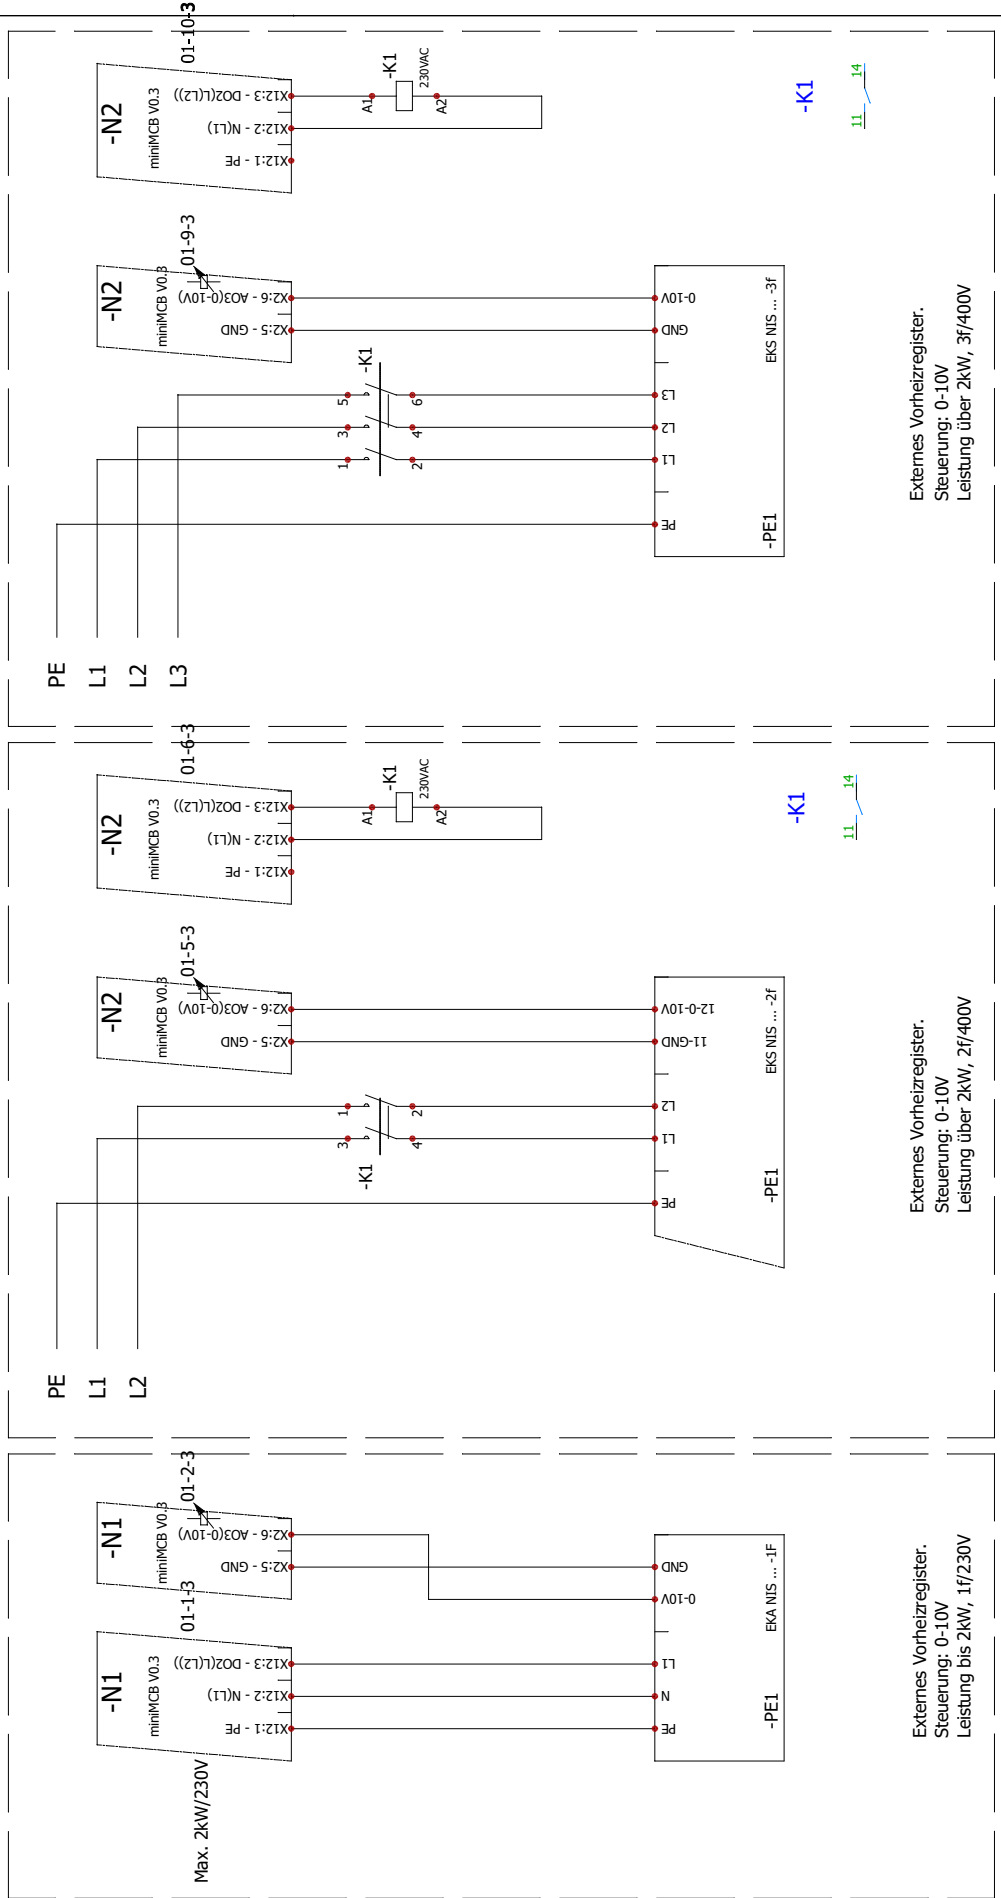 Max. 2kW/230V
-N1
miniMCB V0.3
01-1-3
X12:1 - PE
X12:2 - N(L1)
X12:3 - DO2(L(L2))
-N1
miniMCB V0.3
01-2-3
X2:5 - GND
X2:6 - AO3(0-10V)
PE
N
L1
0-10V
GND
-PE1
EKA NIS ... -1F
Externes Vorheizregister.
Steuerung: 0-10V
Leistung bis 2kW, 1f/230V
PE
L1
L2
-N2
miniMCB V0.3
01-5-3
X2:5 - GND
X2:6 - AO3(0-10V)
-N2
miniMCB V0.3
01-6-3
X12:1 - PE
X12:2 - N(L1)
X12:3 - DO2(L(L2))
-K1
3
1
4
2
A1
-K1
230VAC
A2
PE
L1
L2
11-GND
12-0-10V
-PE1
EKS NIS ... -2f
-K1
11
14
Externes Vorheizregister.
Steuerung: 0-10V
Leistung über 2kW, 2f/400V
PE
L1
L2
L3
-N2
miniMCB V0.3
01-9-3
X2:5 - GND
X2:6 - AO3(0-10V)
-N2
miniMCB V0.3
01-10-3
X12:1 - PE
X12:2 - N(L1)
X12:3 - DO2(L(L2))
-K1
1
3
5
2
4
6
A1
-K1
230VAC
A2
PE
L1
L2
L3
GND
0-10V
-PE1
EKS NIS ... -3f
-K1
11
14
Externes Vorheizregister.
Steuerung: 0-10V
Leistung über 2kW, 3f/400V